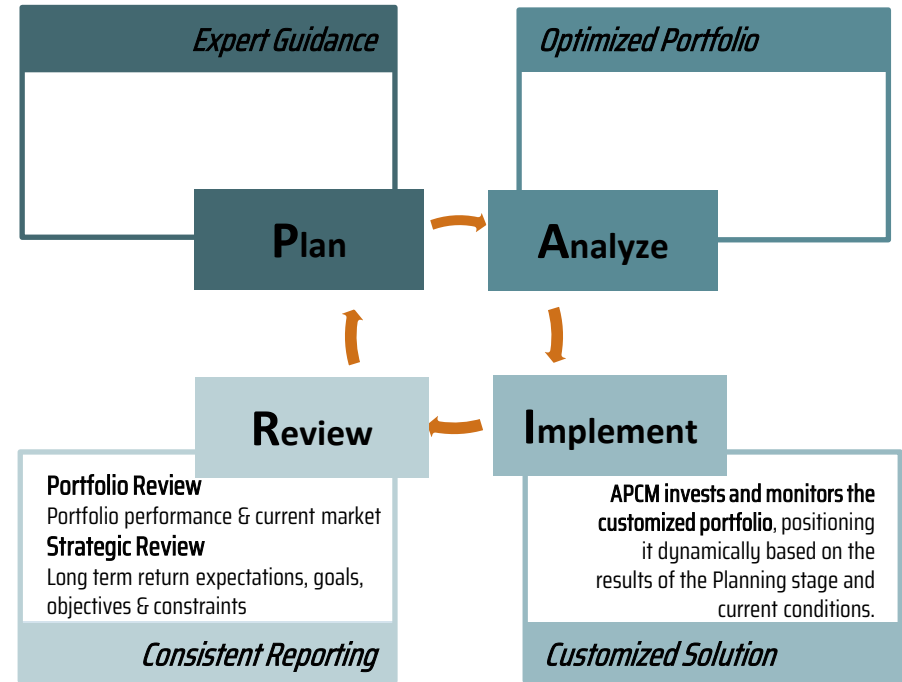 Expert Guidance
Optimized Portfolio
Plan
Analyze
Review
Implement
Portfolio Review
Portfolio performance & current market
Strategic Review
Long term return expectations, goals,
objectives & constraints
Consistent Reporting
APCM invests and monitors the
customized portfolio, positioning
it dynamically based on the
results of the Planning stage and
current conditions.
Customized Solution